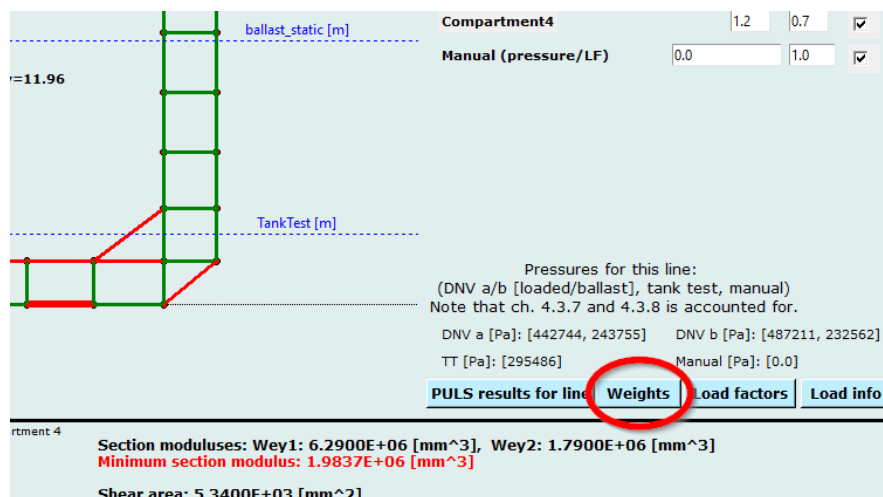 ballast_static [m]
Compartment4 1.2 0.7
Manual (pressure/LF) 0.0 1.0
=11.96
TankTest [m]
Pressures for this line:
(DNV a/b [loaded/ballast], tank test, manual)
Note that ch. 4.3.7 and 4.3.8 is accounted for.
DNV a [Pa]: [442744, 243755] DNV b [Pa]: [487211, 232562]
TT [Pa]: [295486] Manual [Pa]: [0.0]
PULS results for line Weights Load factors Load info
rtment 4
Section moduluses: Wey1: 6.2900E+06 [mm^3], Wey2: 1.7900E+06 [mm^3]
Minimum section modulus: 1.9837E+06 [mm^3]
Shear area: 5.3400E+03 [mm^2]